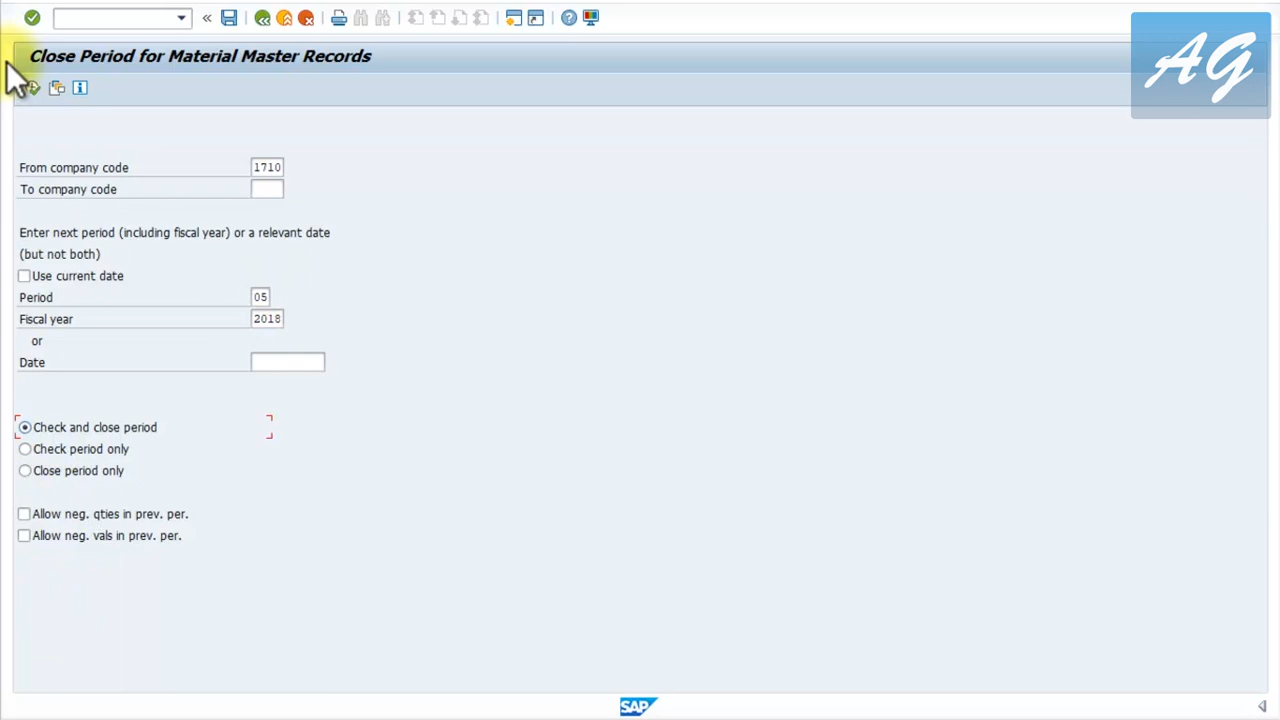 AG
Close Period for Material Master Records
From company code 1710
To company code
Enter next period (including fiscal year) or a relevant date
(but not both)
Use current date
Period 05
Fiscal year 2018
or
Date
Check and close period
Check period only
Close period only
Allow neg. qties in prev. per.
Allow neg. vals in prev. per.
SAP